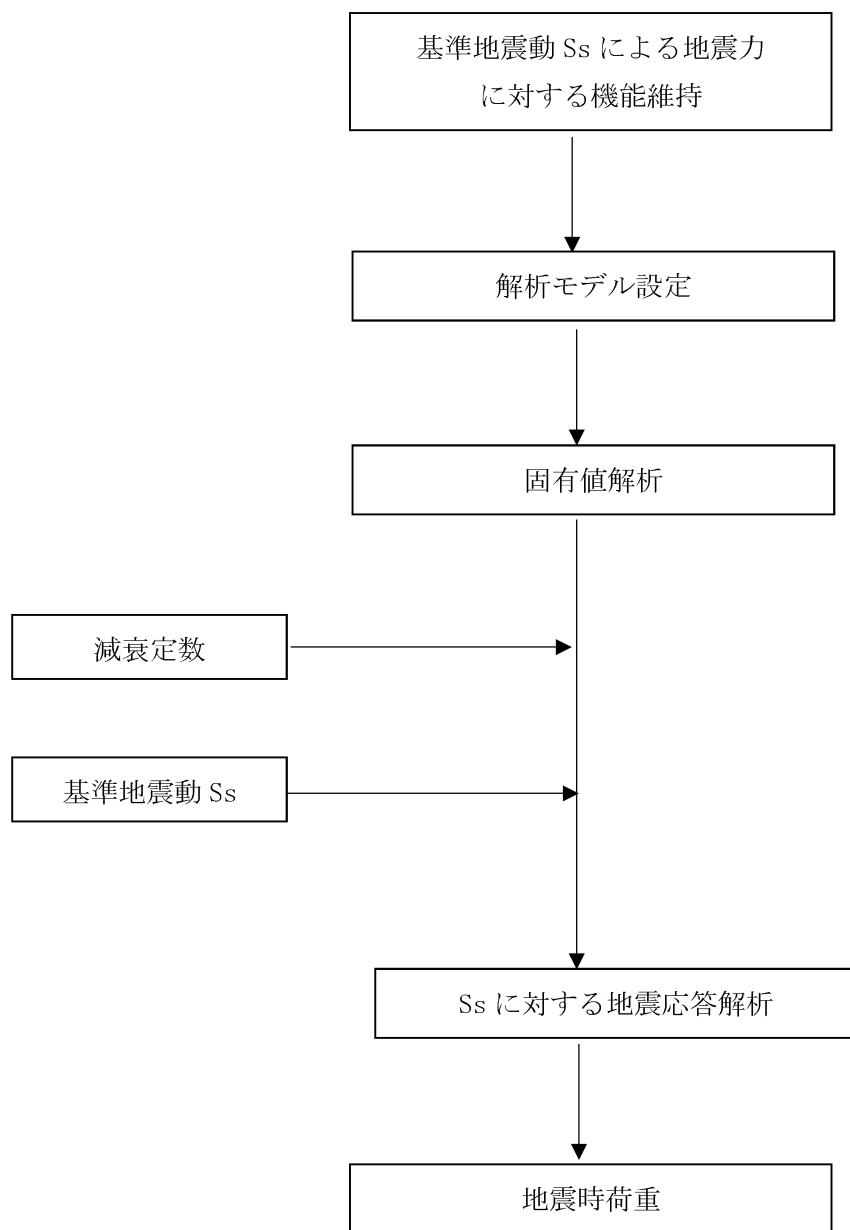 基準地震動 Ss による地震力
に対する機能維持
解析モデル設定
固有値解析
減衰定数
基準地震動 Ss
Ss に対する地震応答解析
地震時荷重